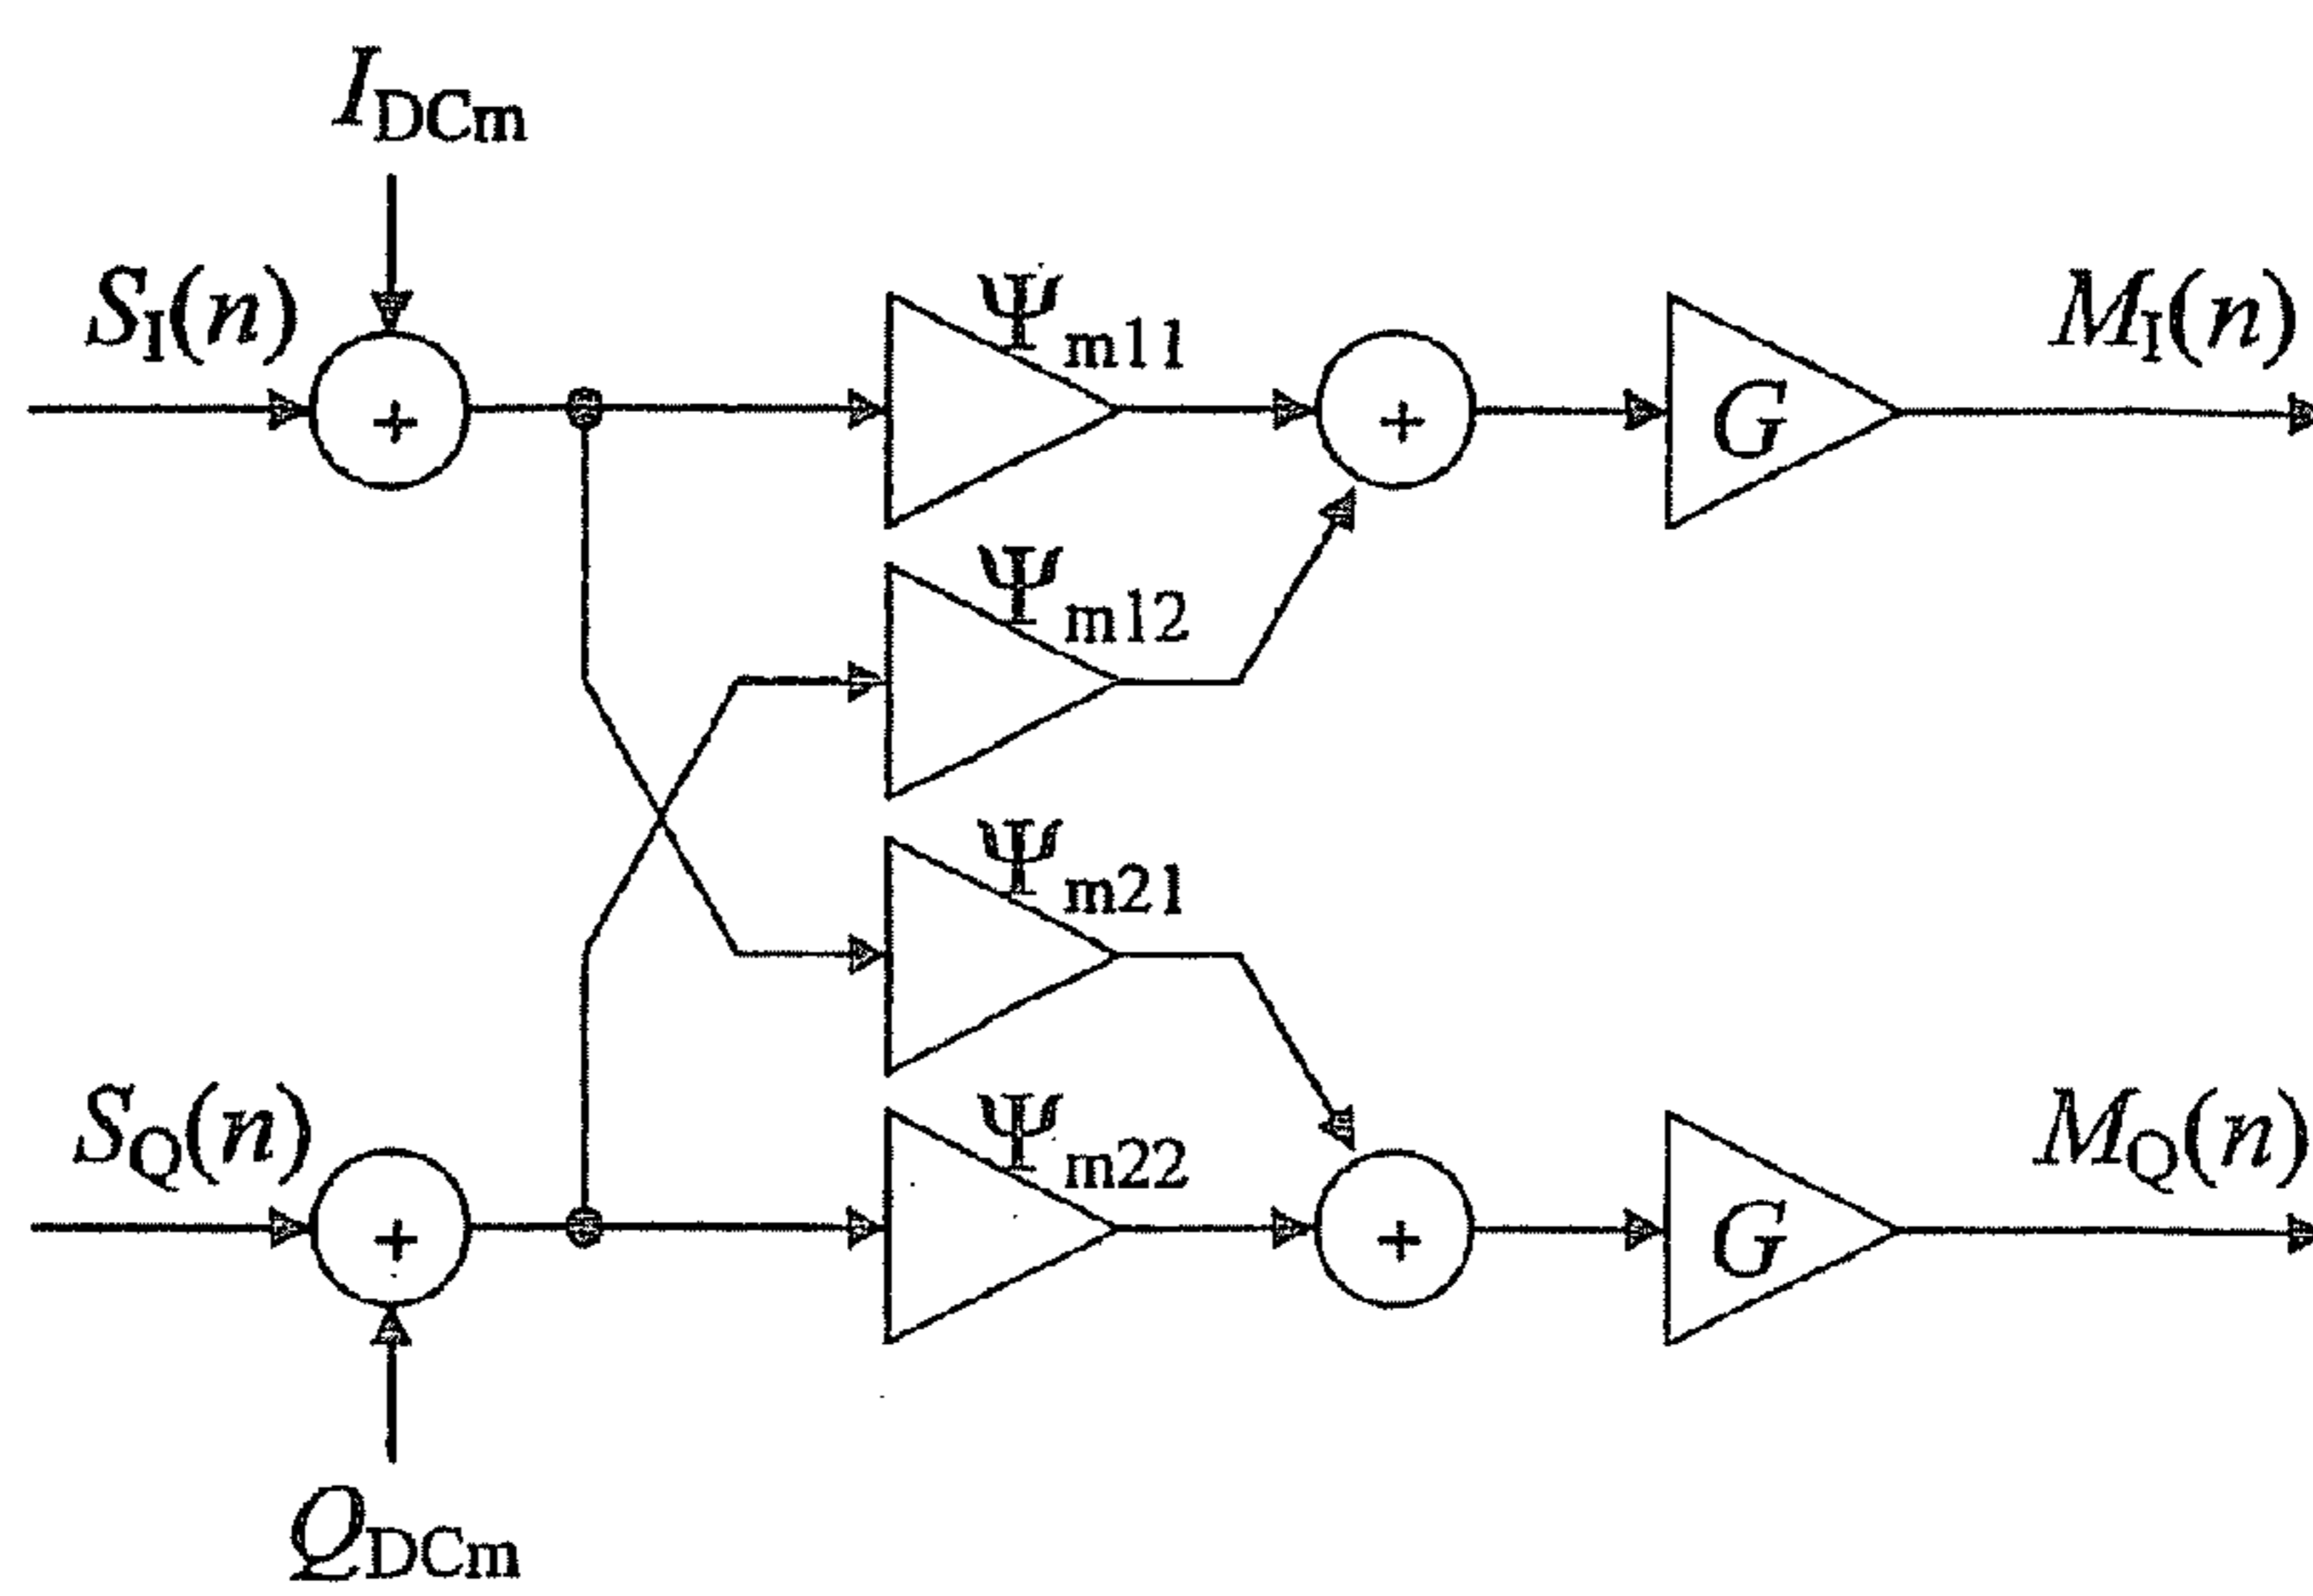 I_DCm
S_I(n)
+
Ψ_m11
+
G
M_I(n)
Ψ_m12
Ψ_m21
S_Q(n)
+
Ψ_m22
+
G
M_Q(n)
Q_DCm